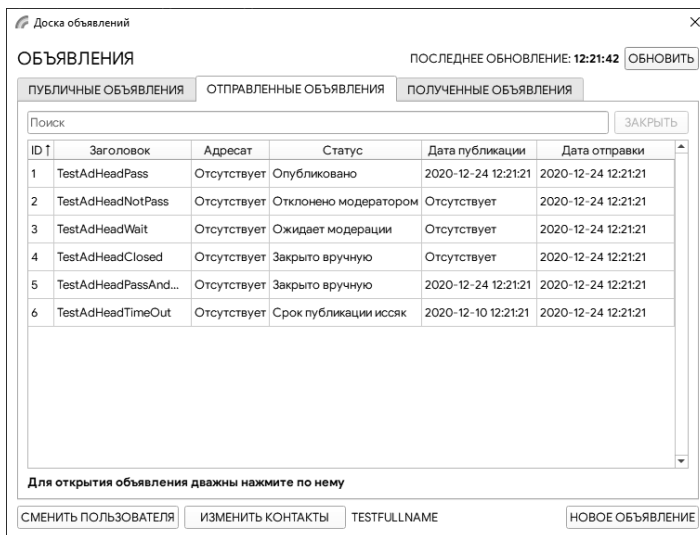 Доска объявлений
ОБЪЯВЛЕНИЯ ПОСЛЕДНЕЕ ОБНОВЛЕНИЕ: 12:21:42 ОБНОВИТЬ
ПУБЛИЧНЫЕ ОБЪЯВЛЕНИЯ ОТПРАВЛЕННЫЕ ОБЪЯВЛЕНИЯ ПОЛУЧЕННЫЕ ОБЪЯВЛЕНИЯ
Поиск ЗАКРЫТЬ
ID ↑ Заголовок Адресат Статус Дата публикации Дата отправки
1 TestAdHeadPass Отсутствует Опубликовано 2020-12-24 12:21:21 2020-12-24 12:21:21
2 TestAdHeadNotPass Отсутствует Отклонено модератором Отсутствует 2020-12-24 12:21:21
3 TestAdHeadWait Отсутствует Ожидает модерации Отсутствует 2020-12-24 12:21:21
4 TestAdHeadClosed Отсутствует Закрыто вручную Отсутствует 2020-12-24 12:21:21
5 TestAdHeadPassAnd... Отсутствует Закрыто вручную 2020-12-24 12:21:21 2020-12-24 12:21:21
6 TestAdHeadTimeOut Отсутствует Срок публикации иссяк 2020-12-10 12:21:21 2020-12-24 12:21:21
Для открытия объявления дважны нажмите по нему
СМЕНИТЬ ПОЛЬЗОВАТЕЛЯ ИЗМЕНИТЬ КОНТАКТЫ TESTFULLNAME НОВОЕ ОБЪЯВЛЕНИЕ